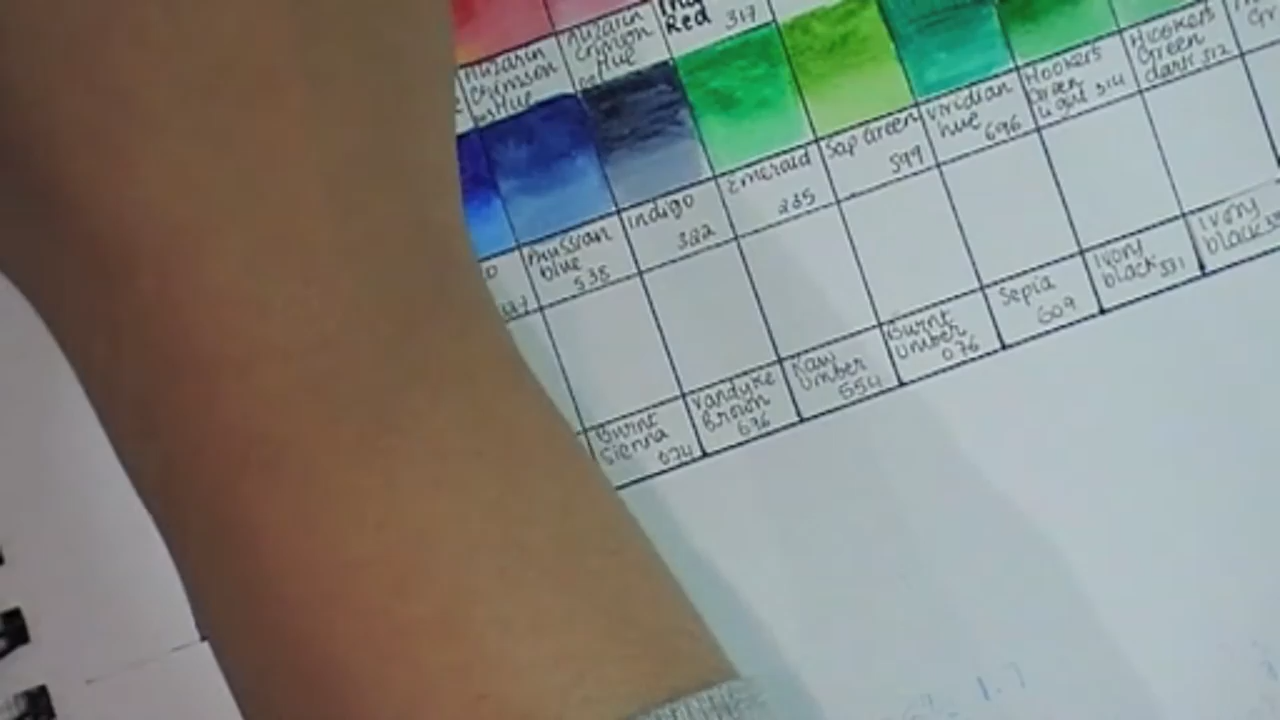 Alizarin
Crimson
Hue
Alizarin
Crimson
Hue
Red 317
Prussian
blue
538
Indigo
322
Emerald
235
Sap Green
599
Viridian
hue
696
Hookers
Green
Light 314
Hookers
Green
dark 312
Burnt
Sienna
074
Vandyke
Brown
676
Raw
Umber
554
Burnt
Umber
076
Sepia
609
Ivory
black 331
Ivory
black